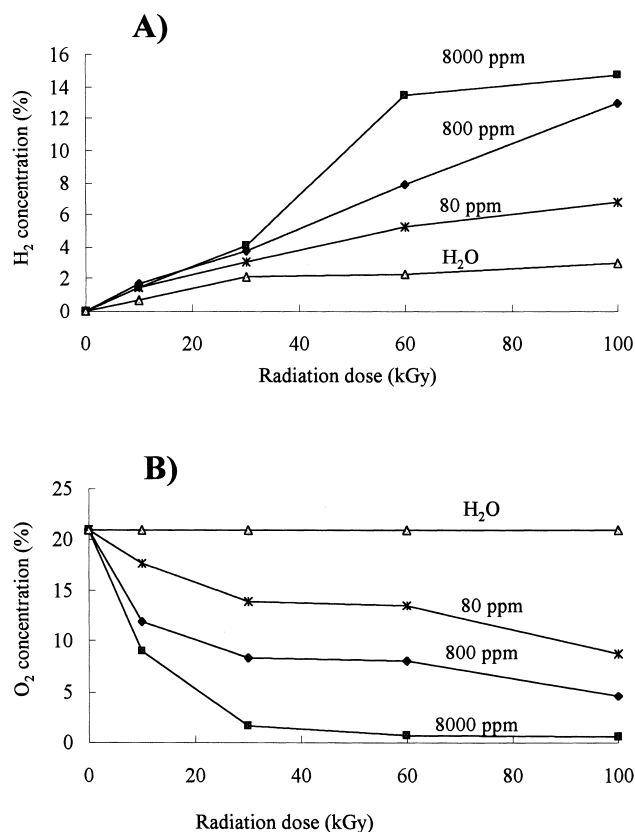 A)
H₂ concentration (%)
16
14
12
10
8
6
4
2
0
8000 ppm
800 ppm
80 ppm
H₂O
0 20 40 60 80 100
Radiation dose (kGy)
B)
O₂ concentration (%)
25
20
15
10
5
0
H₂O
80 ppm
800 ppm
8000 ppm
0 20 40 60 80 100
Radiation dose (kGy)